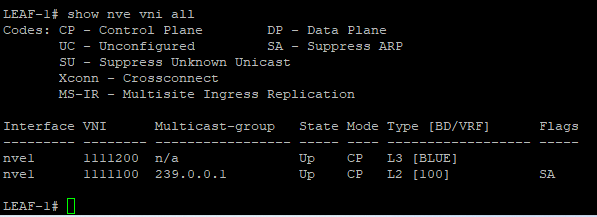 LEAF-1# show nve vni all
Codes: CP - Control Plane        DP - Data Plane
       UC - Unconfigured         SA - Suppress ARP
       SU - Suppress Unknown Unicast
       Xconn - Crossconnect
       MS-IR - Multisite Ingress Replication

Interface VNI      Multicast-group   State Mode Type [BD/VRF]      Flags
--------- -------- ----------------- ----- ---- ------------------ -----
nve1      1111200  n/a               Up    CP   L3 [BLUE]
nve1      1111100  239.0.0.1         Up    CP   L2 [100]           SA

LEAF-1#